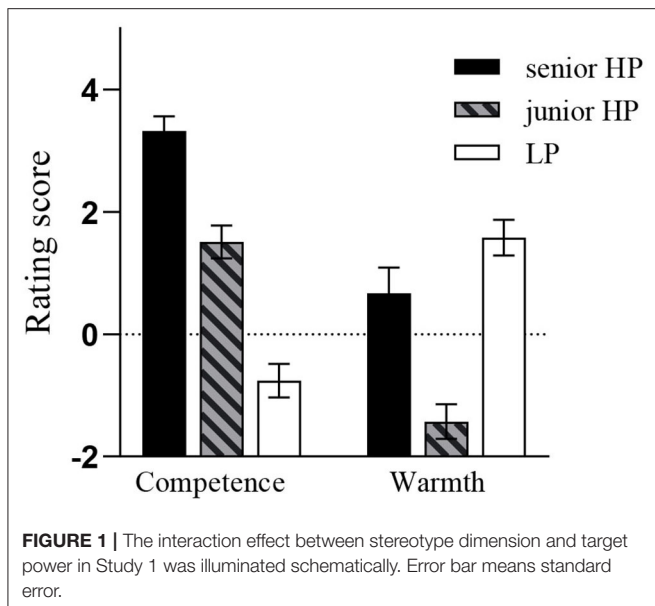 senior HP
junior HP
LP
Rating score
4
2
0
-2
Competence
Warmth
FIGURE 1 | The interaction effect between stereotype dimension and target
power in Study 1 was illuminated schematically. Error bar means standard
error.